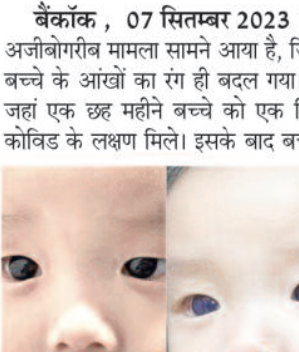 बैंकॉक , 07 सितम्बर 2023
अजीबोगरीब मामला सामने आया है,
बच्चे के आंखों का रंग ही बदल गया
जहां एक छह महीने बच्चे को एक
कोविड के लक्षण मिले। इसके बाद